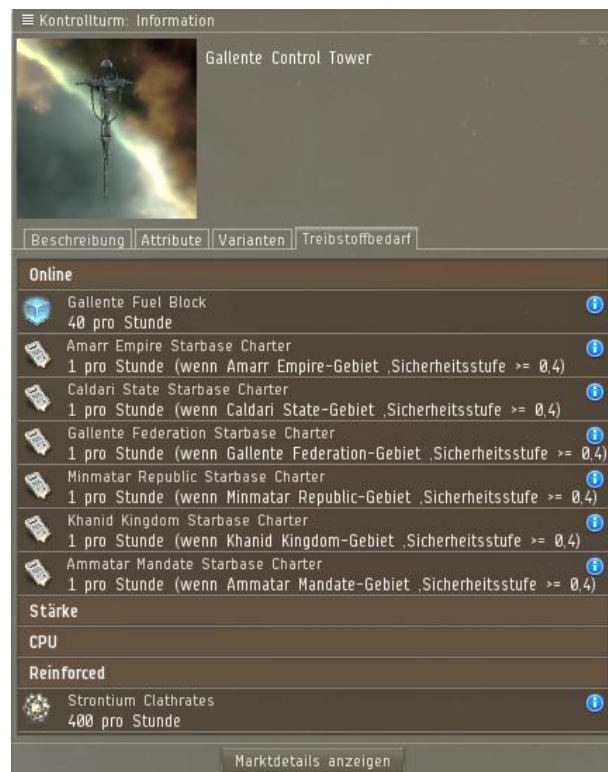 Kontrollturm: Information
Gallente Control Tower
Beschreibung Attribute Varianten Treibstoffbedarf
Online
Gallente Fuel Block
40 pro Stunde
Amarr Empire Starbase Charter
1 pro Stunde (wenn Amarr Empire-Gebiet ,Sicherheitsstufe >= 0,4)
Caldari State Starbase Charter
1 pro Stunde (wenn Caldari State-Gebiet ,Sicherheitsstufe >= 0,4)
Gallente Federation Starbase Charter
1 pro Stunde (wenn Gallente Federation-Gebiet ,Sicherheitsstufe >= 0,4)
Minmatar Republic Starbase Charter
1 pro Stunde (wenn Minmatar Republic-Gebiet ,Sicherheitsstufe >= 0,4)
Khanid Kingdom Starbase Charter
1 pro Stunde (wenn Khanid Kingdom-Gebiet ,Sicherheitsstufe >= 0,4)
Ammatar Mandate Starbase Charter
1 pro Stunde (wenn Ammatar Mandate-Gebiet ,Sicherheitsstufe >= 0,4)
Stärke
CPU
Reinforced
Strontium Clathrates
400 pro Stunde
Marktdetails anzeigen